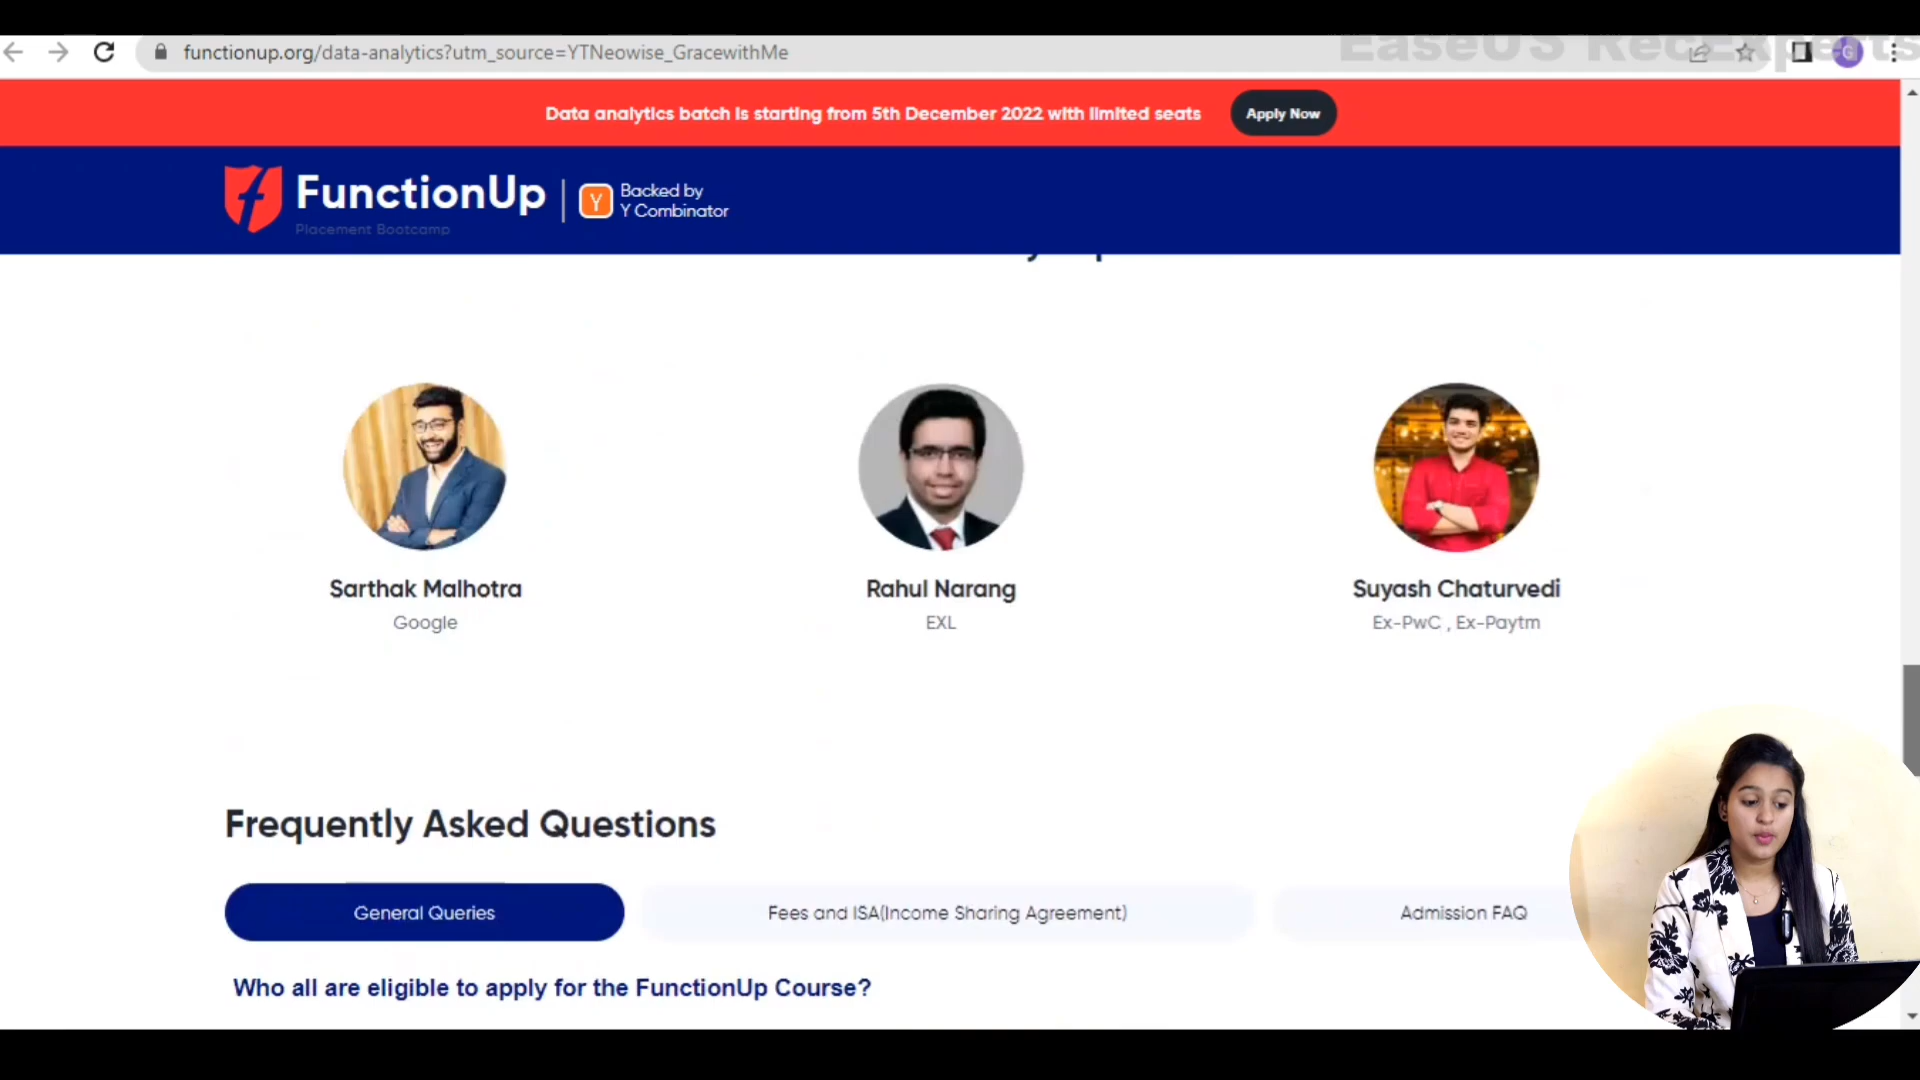 EaseUS RecExperts
functionup.org/data-analytics?utm_source=YTNeowise_GracewithMe
G
Data analytics batch is starting from 5th December 2022 with limited seats
Apply Now
FunctionUp
Placement Bootcamp
Y
Backed by
Y Combinator
Sarthak Malhotra
Google
Rahul Narang
EXL
Suyash Chaturvedi
Ex-PwC , Ex-Paytm
Frequently Asked Questions
General Queries
Fees and ISA(Income Sharing Agreement)
Admission FAQ
Who all are eligible to apply for the FunctionUp Course?